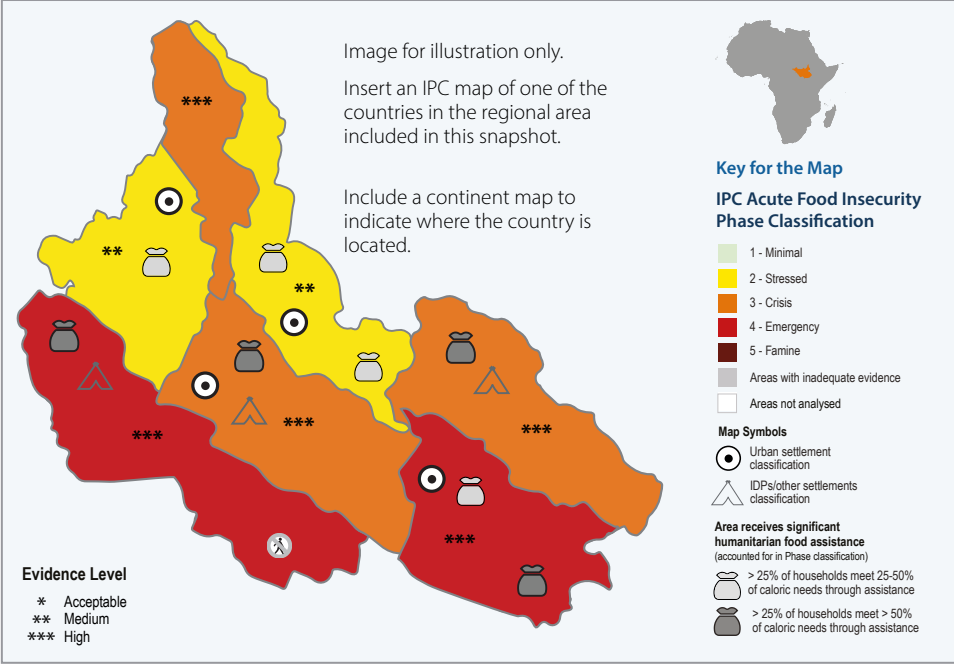 Image for illustration only.
Insert an IPC map of one of the
countries in the regional area
included in this snapshot.
Include a continent map to
indicate where the country is
located.
***
**
**
***
***
***
***
Evidence Level
* Acceptable
** Medium
*** High
Key for the Map
IPC Acute Food Insecurity
Phase Classification
1 - Minimal
2 - Stressed
3 - Crisis
4 - Emergency
5 - Famine
Areas with inadequate evidence
Areas not analysed
Map Symbols
Urban settlement
classification
IDPs/other settlements
classification
Area receives significant
humanitarian food assistance
(accounted for in Phase classification)
> 25% of households meet 25-50%
of caloric needs through assistance
> 25% of households meet > 50%
of caloric needs through assistance